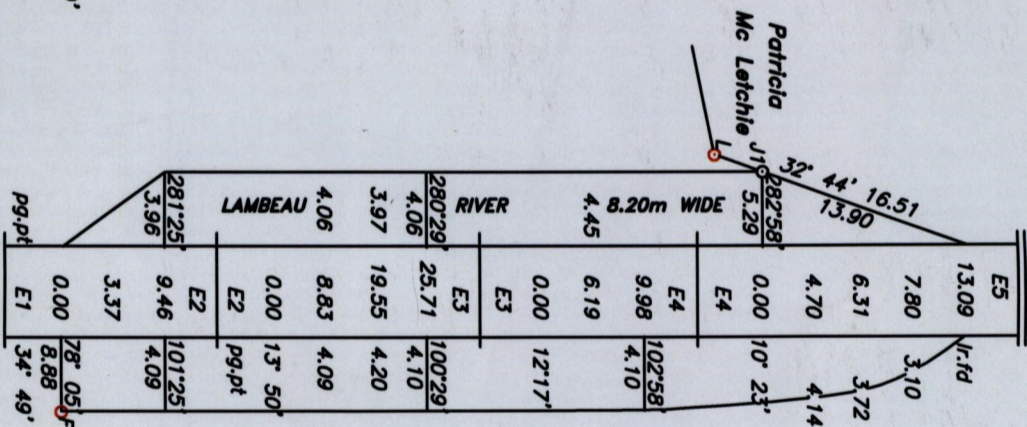 Patricia
Mc Letchie
J1
L
32° 44' 16.51
13.90
282°58'
5.29
LAMBEAU RIVER 8.20m WIDE
281°25'
3.96
4.06
3.97
280°29'
4.06
4.45
pg.pt
E5
13.09
7.80
6.31
4.70
0.00
E4
E4
9.98
6.19
0.00
E3
E3
25.71
19.55
8.83
0.00
E2
E2
9.46
3.37
0.00
E1
Ir.fd
3.10
3.72
4.14
10° 23'
102°58'
4.10
12°17'
100°29'
4.10
4.20
4.09
13° 50'
pg.pt
101°25'
4.09
78° 05'
8.88
34° 49'